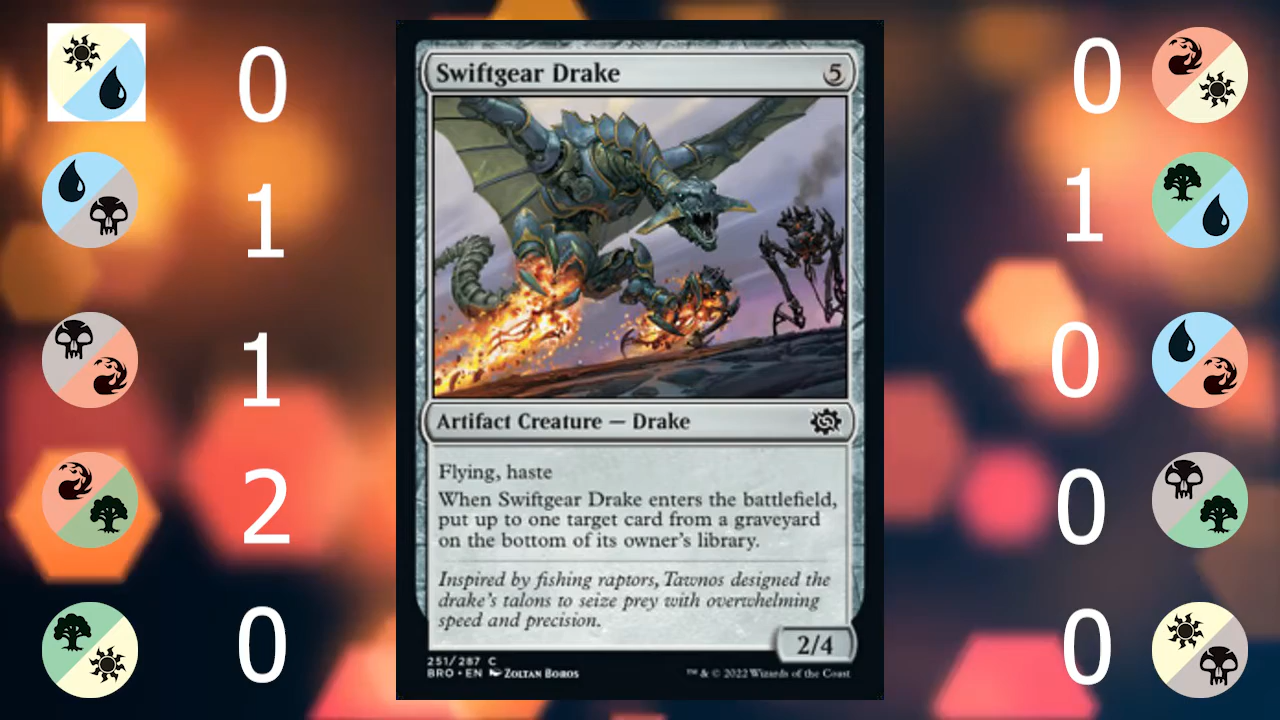 0
1
1
2
0
Swiftgear Drake 5
Artifact Creature — Drake
Flying, haste
When Swiftgear Drake enters the battlefield,
put up to one target card from a graveyard
on the bottom of its owner's library.
Inspired by fishing raptors, Tawnos designed the
drake's talons to seize prey with overwhelming
speed and precision.
2/4
251/287 C
BRO • EN Zoltan Boros
™ & © 2022 Wizards of the Coast
0
1
0
0
0